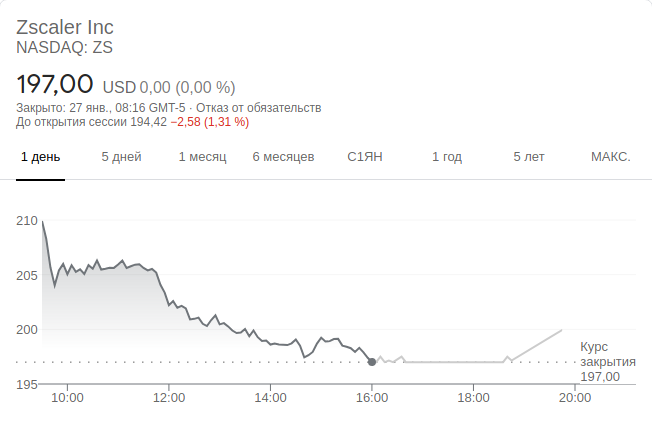 Zscaler Inc
NASDAQ: ZS
197,00 USD 0,00 (0,00 %)
Закрыто: 27 янв., 08:16 GMT-5 · Отказ от обязательств
До открытия сессии 194,42 −2,58 (1,31 %)
1 день 5 дней 1 месяц 6 месяцев С1ЯН 1 год 5 лет МАКС.
210
205
200
Курс
закрытия
197,00
195
10:00 12:00 14:00 16:00 18:00 20:00